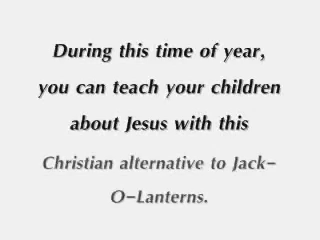 During this time of year,
you can teach your children
about Jesus with this
Christian alternative to Jack-
O-Lanterns.